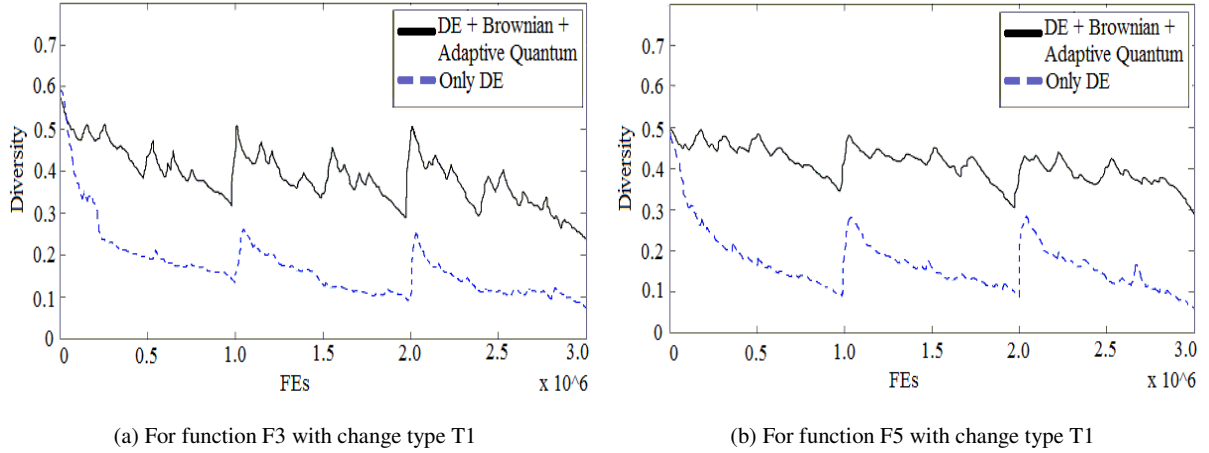 DE + Brownian +
Adaptive Quantum
Only DE
0.7
0.6
0.5
0.4
0.3
0.2
0.1
0
Diversity
0 0.5 1.0 1.5 2.0 2.5 3.0
FEs x 10^6
(a) For function F3 with change type T1
DE + Brownian +
Adaptive Quantum
Only DE
0.7
0.6
0.5
0.4
0.3
0.2
0.1
0
Diversity
0 0.5 1.0 1.5 2.0 2.5 3.0
FEs x 10^6
(b) For function F5 with change type T1